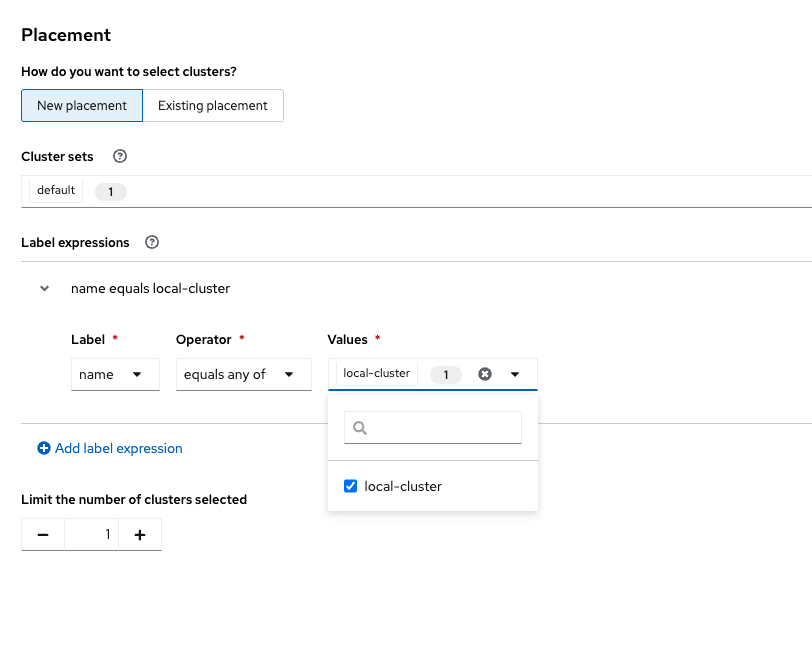 Placement
How do you want to select clusters?
New placement Existing placement
Cluster sets ?
default 1
Label expressions ?
name equals local-cluster
Label * Operator * Values *
name equals any of local-cluster 1
Add label expression
local-cluster
Limit the number of clusters selected
1